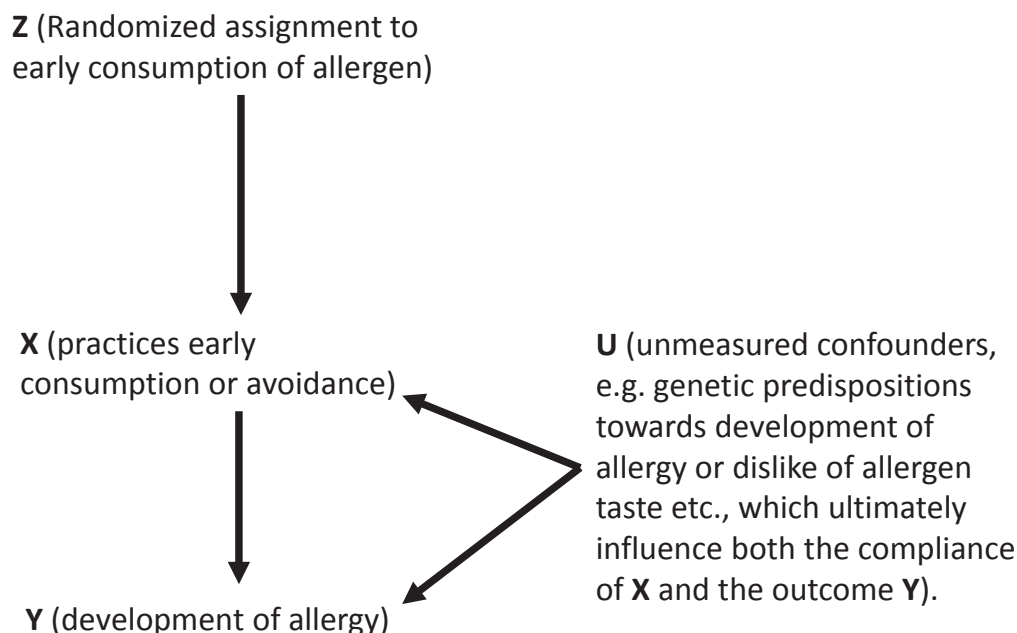 Z (Randomized assignment to
early consumption of allergen)
X (practices early
consumption or avoidance)
U (unmeasured confounders,
e.g. genetic predispositions
towards development of
allergy or dislike of allergen
taste etc., which ultimately
influence both the compliance
of X and the outcome Y).
Y (development of allergy)